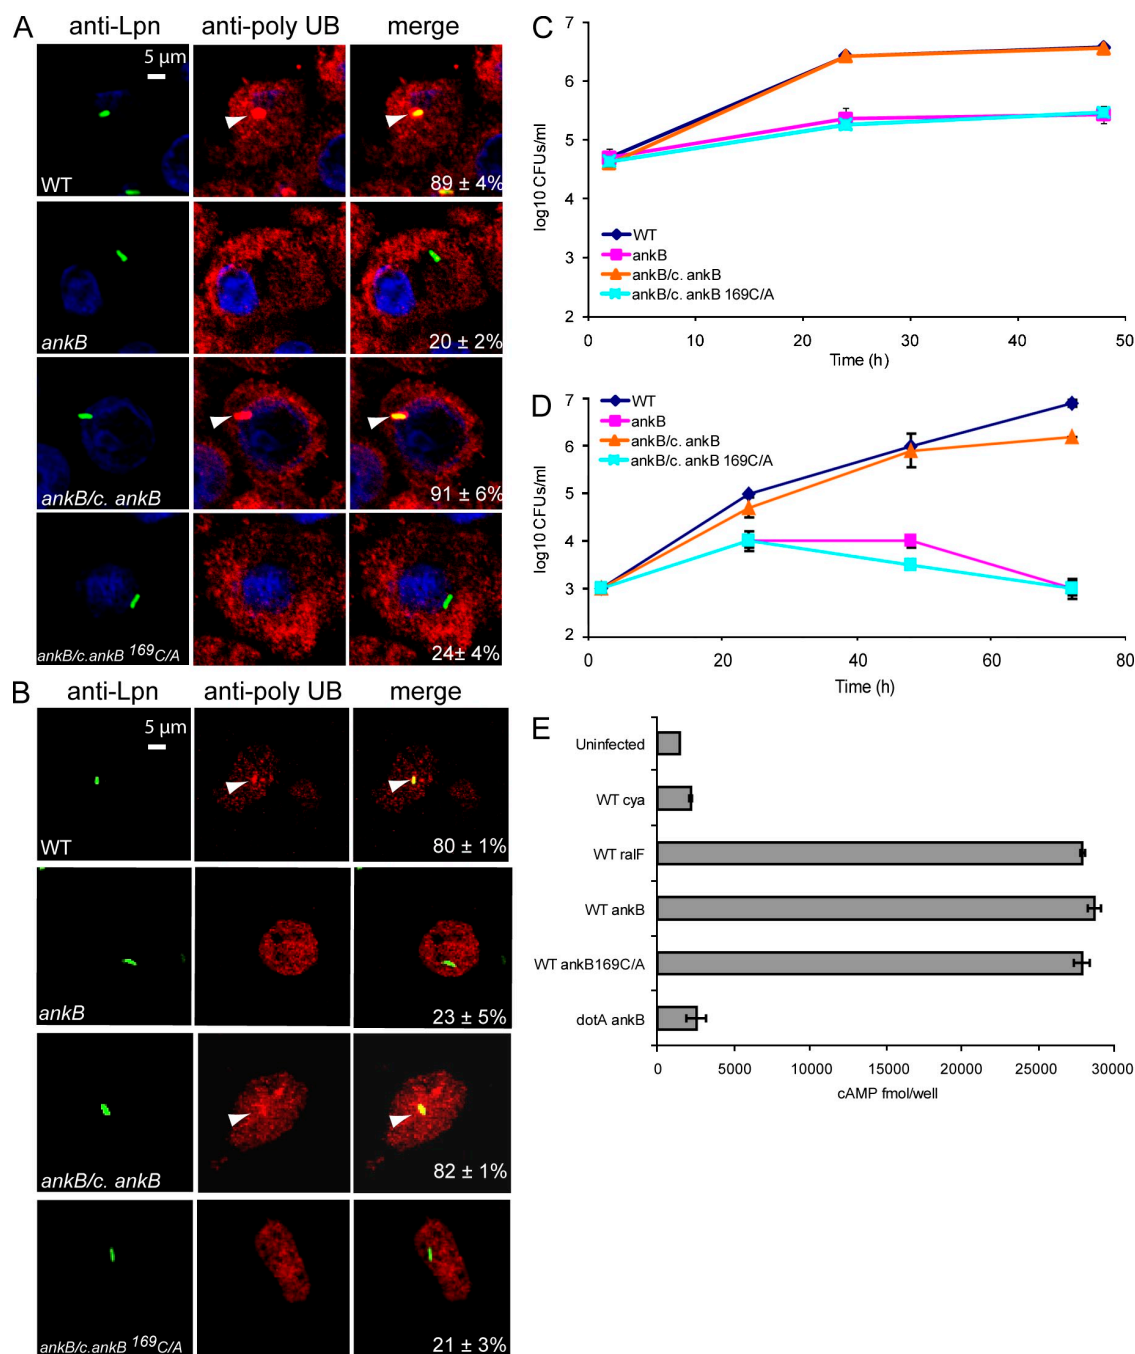 A
anti-Lpn anti-poly UB merge
5 µm
WT
89 ± 4%
ankB
20 ± 2%
ankB/c. ankB
91 ± 6%
ankB/c.ankB 169C/A
24± 4%
B
anti-Lpn anti-poly UB merge
5 µm
WT
80 ± 1%
ankB
23 ± 5%
ankB/c. ankB
82 ± 1%
ankB/c.ankB 169C/A
21 ± 3%
C
log10 CFUs/ml
7
6
5
4
3
2
0 10 20 30 40 50
Time (h)
WT
ankB
ankB/c. ankB
ankB/c. ankB 169C/A
D
log10 CFUs/ml
7
6
5
4
3
2
0 20 40 60 80
Time (h)
WT
ankB
ankB/c. ankB
ankB/c. ankB 169C/A
E
Uninfected
WT cya
WT ralF
WT ankB
WT ankB169C/A
dotA ankB
0 5000 10000 15000 20000 25000 30000
cAMP fmol/well